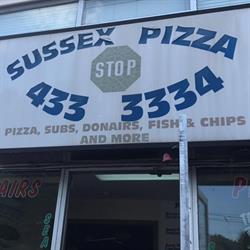 SUSSEX PIZZA
STOP
433 3334
PIZZA, SUBS, DONAIRS, FISH & CHIPS
AND MORE
AIRS